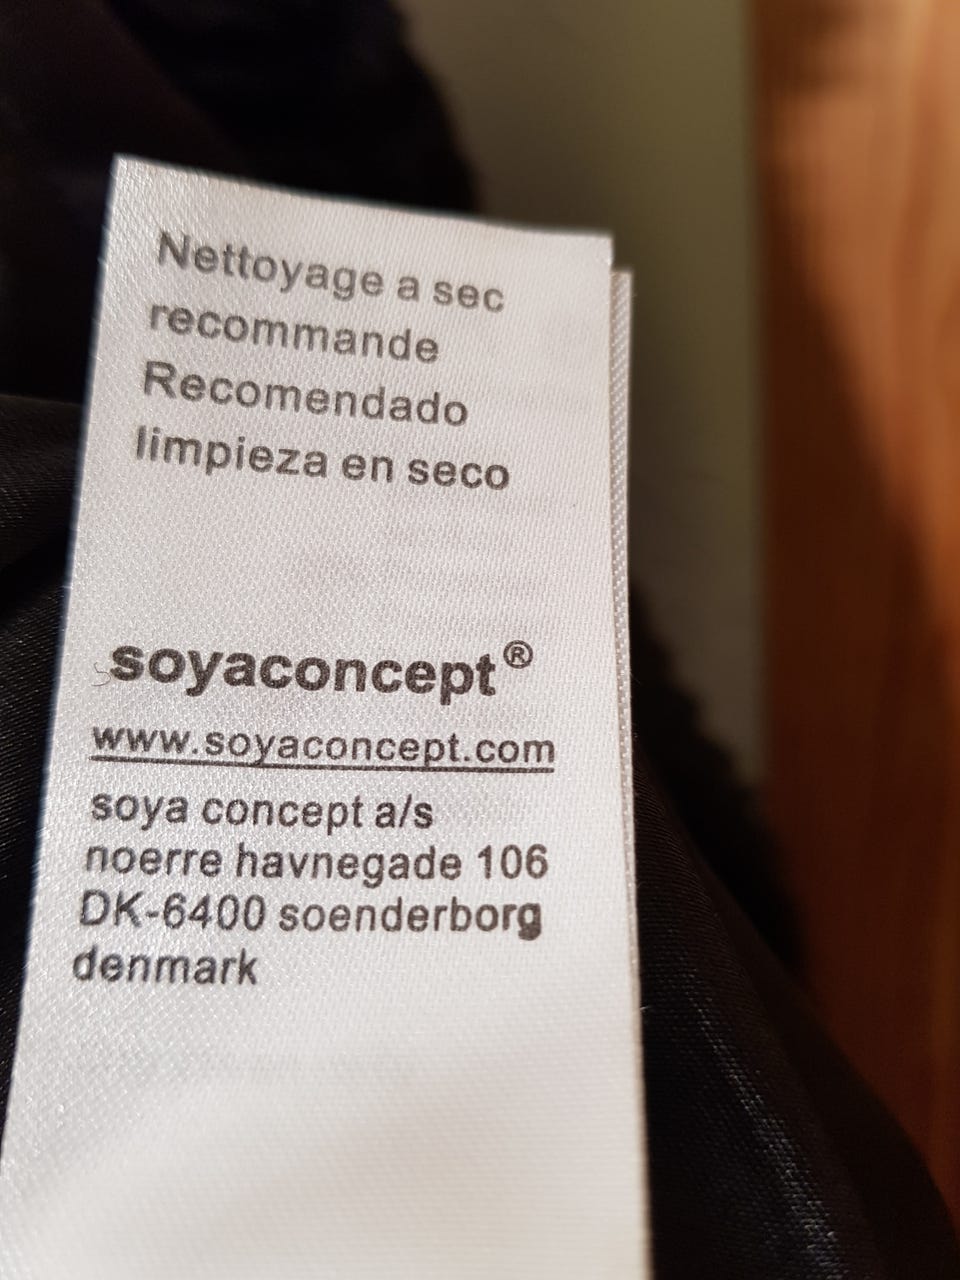 Nettoyage a sec
recommande
Recomendado
limpieza en seco
soyaconcept®
www.soyaconcept.com
soya concept a/s
noerre havnegade 106
DK-6400 soenderborg
denmark